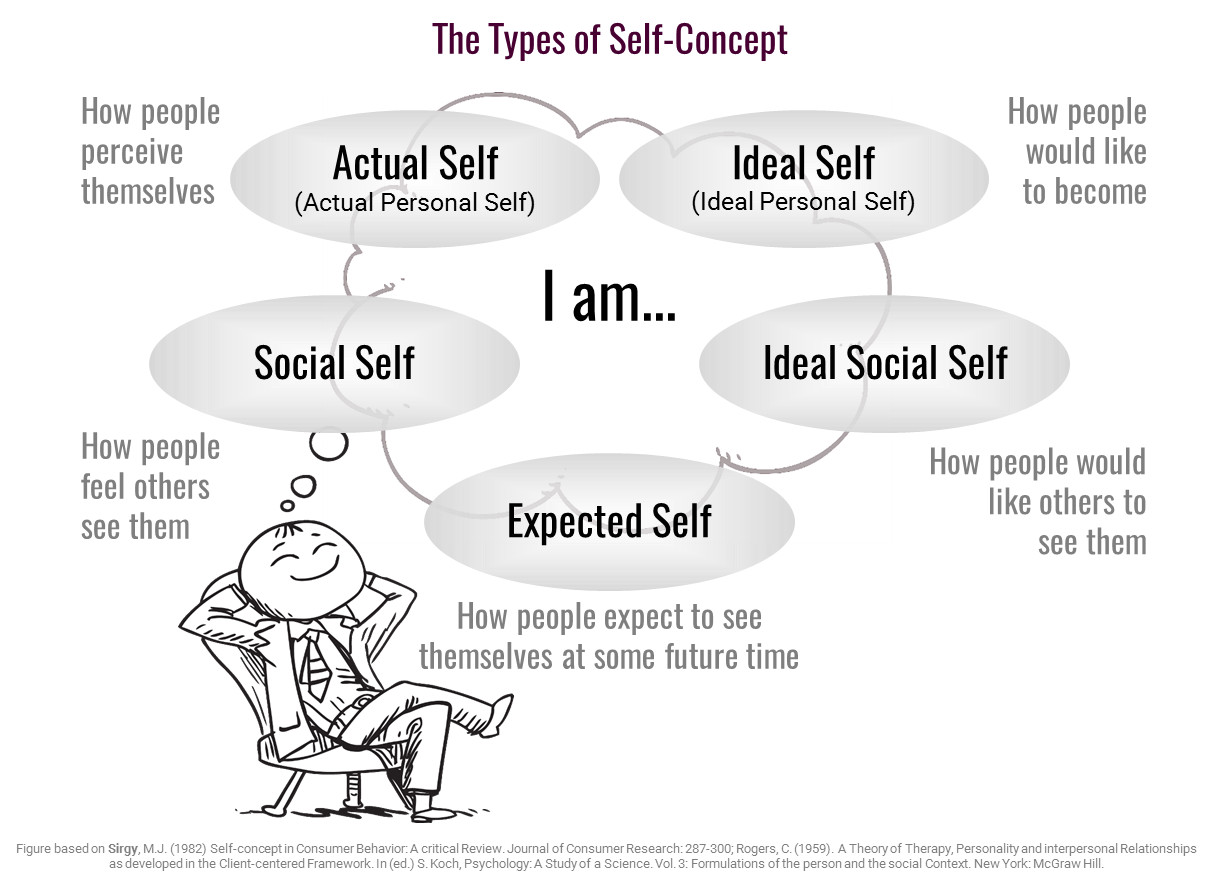 The Types of Self-Concept
How people
perceive
themselves
Actual Self
(Actual Personal Self)
Ideal Self
(Ideal Personal Self)
How people
would like
to become
I am...
Social Self
Ideal Social Self
How people
feel others
see them
How people would
like others to
see them
Expected Self
How people expect to see
themselves at some future time
Figure based on Sirgy, M.J. (1982) Self-concept in Consumer Behavior: A critical Review. Journal of Consumer Research: 287-300; Rogers, C. (1959). A Theory of Therapy, Personality and interpersonal Relationships
as developed in the Client-centered Framework. In (ed.) S. Koch, Psychology: A Study of a Science. Vol. 3: Formulations of the person and the social Context. New York: McGraw Hill.